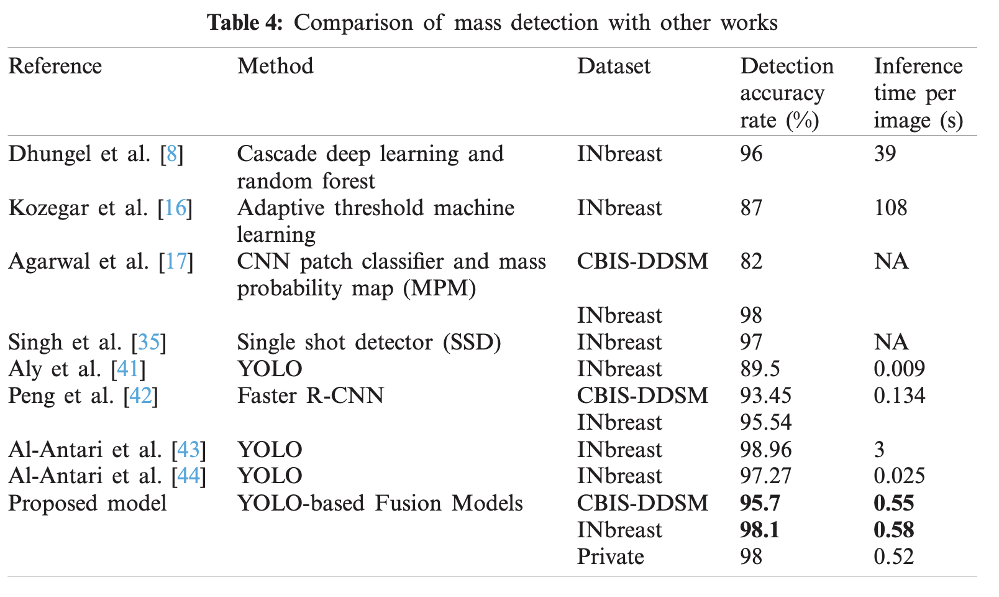 Table 4: Comparison of mass detection with other works
Reference Method Dataset Detection accuracy rate (%) Inference time per image (s)
Dhungel et al. [8] Cascade deep learning and random forest INbreast 96 39
Kozegar et al. [16] Adaptive threshold machine learning INbreast 87 108
Agarwal et al. [17] CNN patch classifier and mass probability map (MPM) CBIS-DDSM 82 NA
INbreast 98
Singh et al. [35] Single shot detector (SSD) INbreast 97 NA
Aly et al. [41] YOLO INbreast 89.5 0.009
Peng et al. [42] Faster R-CNN CBIS-DDSM 93.45 0.134
INbreast 95.54
Al-Antari et al. [43] YOLO INbreast 98.96 3
Al-Antari et al. [44] YOLO INbreast 97.27 0.025
Proposed model YOLO-based Fusion Models CBIS-DDSM 95.7 0.55
INbreast 98.1 0.58
Private 98 0.52